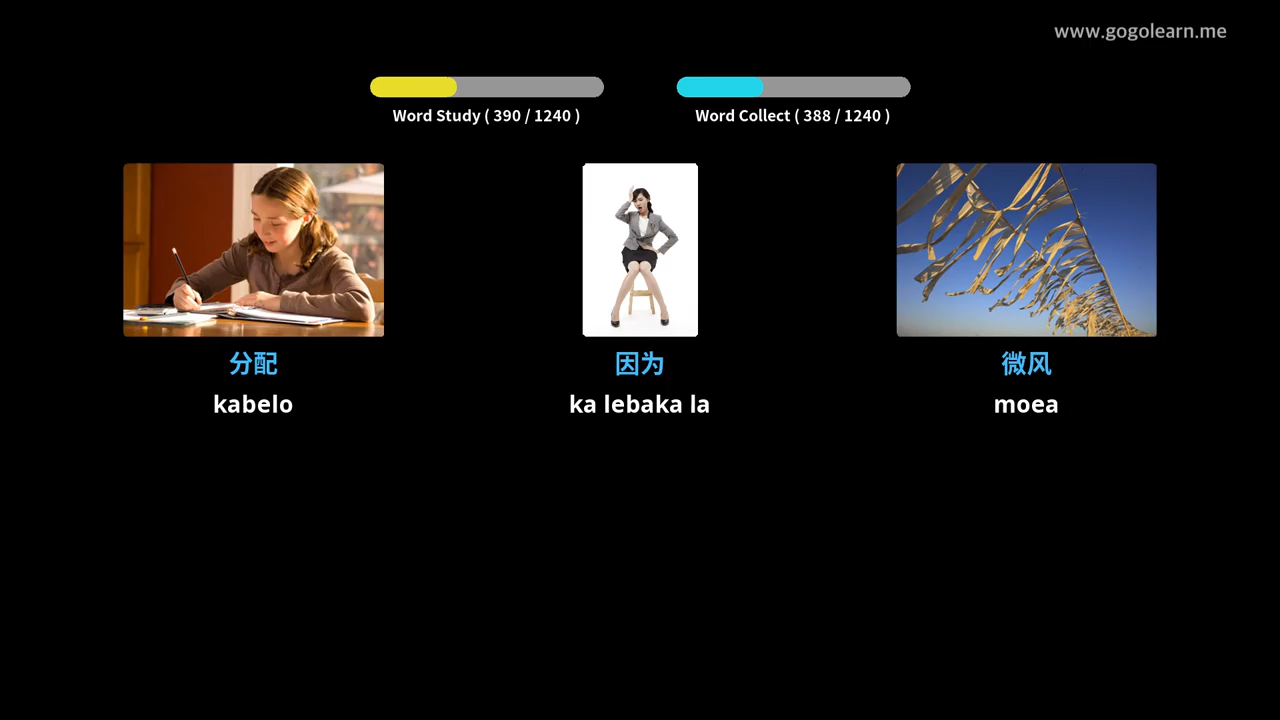 www.gogolearn.me
Word Study ( 390 / 1240 )
Word Collect ( 388 / 1240 )
分配
kabelo
因为
ka lebaka la
微风
moea